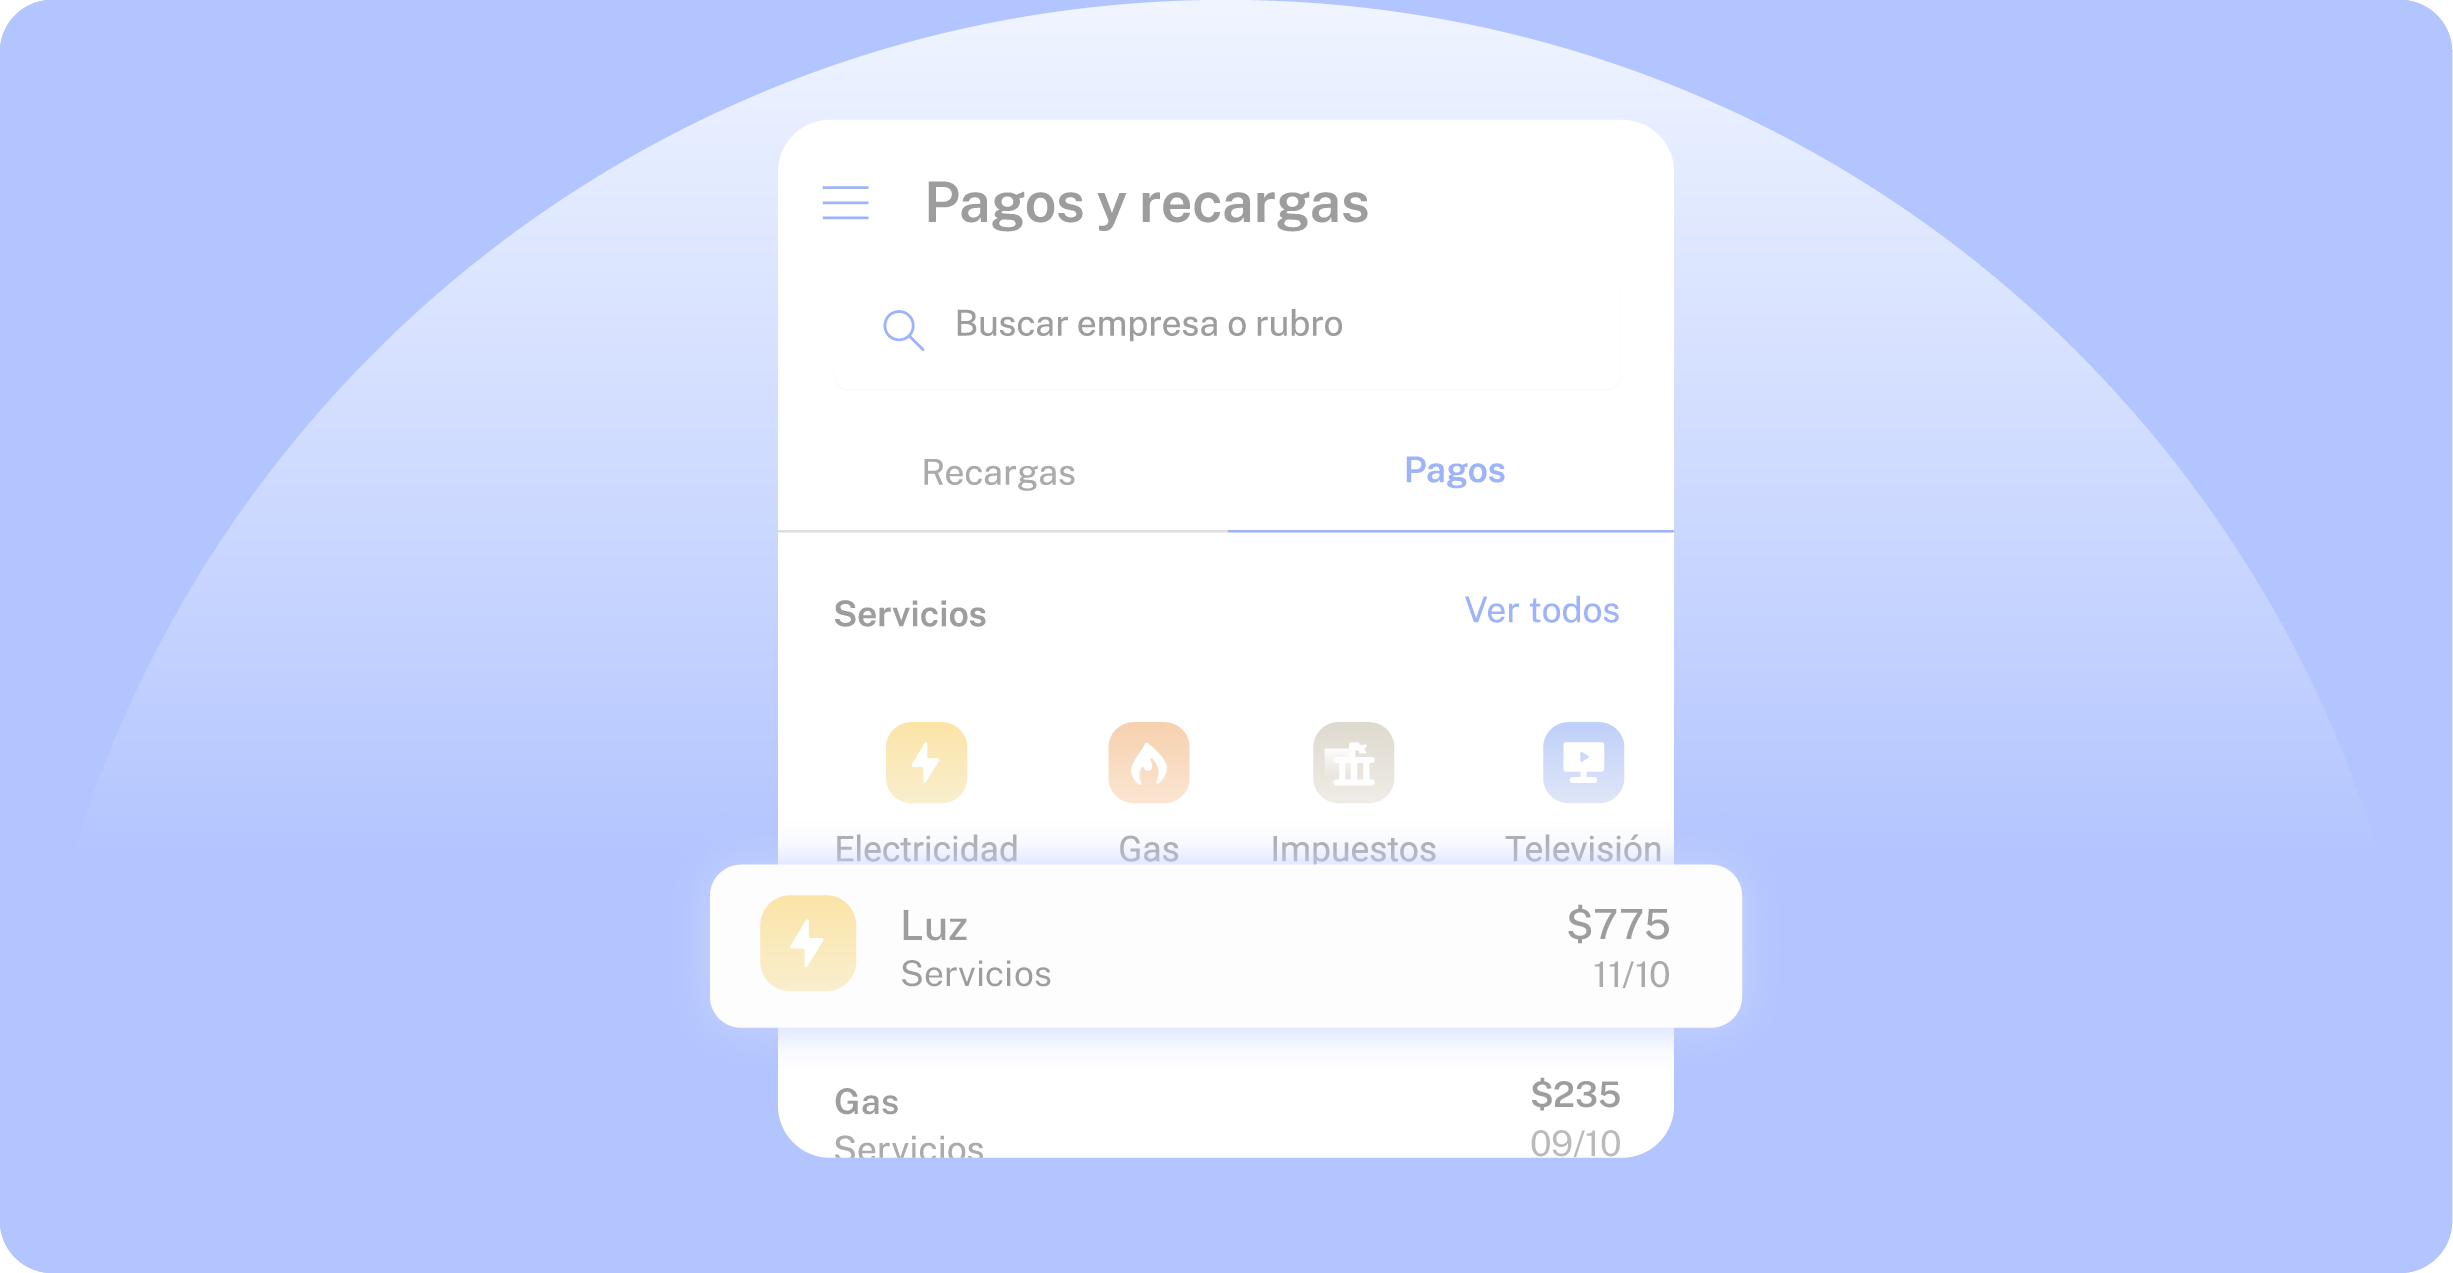 Pagos y recargas
Buscar empresa o rubro
Recargas Pagos
Servicios Ver todos
Electricidad Gas Impuestos Televisión
Luz $775
Servicios 11/10
Gas $235
Servicios 09/10